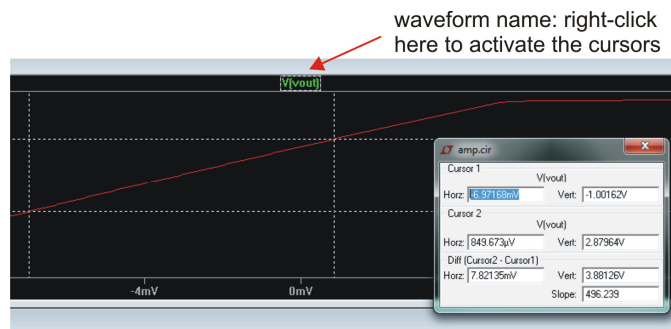 waveform name: right-click
here to activate the cursors
V(vout)
amp.cir
Cursor 1
V(vout)
Horz: -6.97168mV Vert: -1.00162V
Cursor 2
V(vout)
Horz: 849.673µV Vert: 2.87964V
Diff (Cursor2 - Cursor1)
Horz: 7.82135mV Vert: 3.88126V
Slope: 496.239
-4mV 0mV